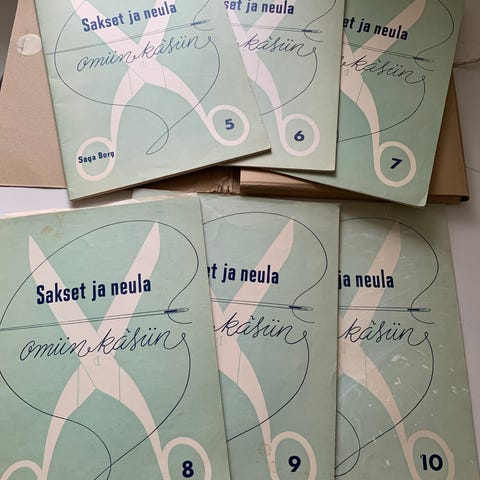 Sakset ja neula
omiin käsiin
Saga Borg
5
set ja neula
käsiin
6
ja neula
käsiin
7
Sakset ja neula
omiin käsiin
8
et ja neula
käsiin
9
ja neula
käsiin
10